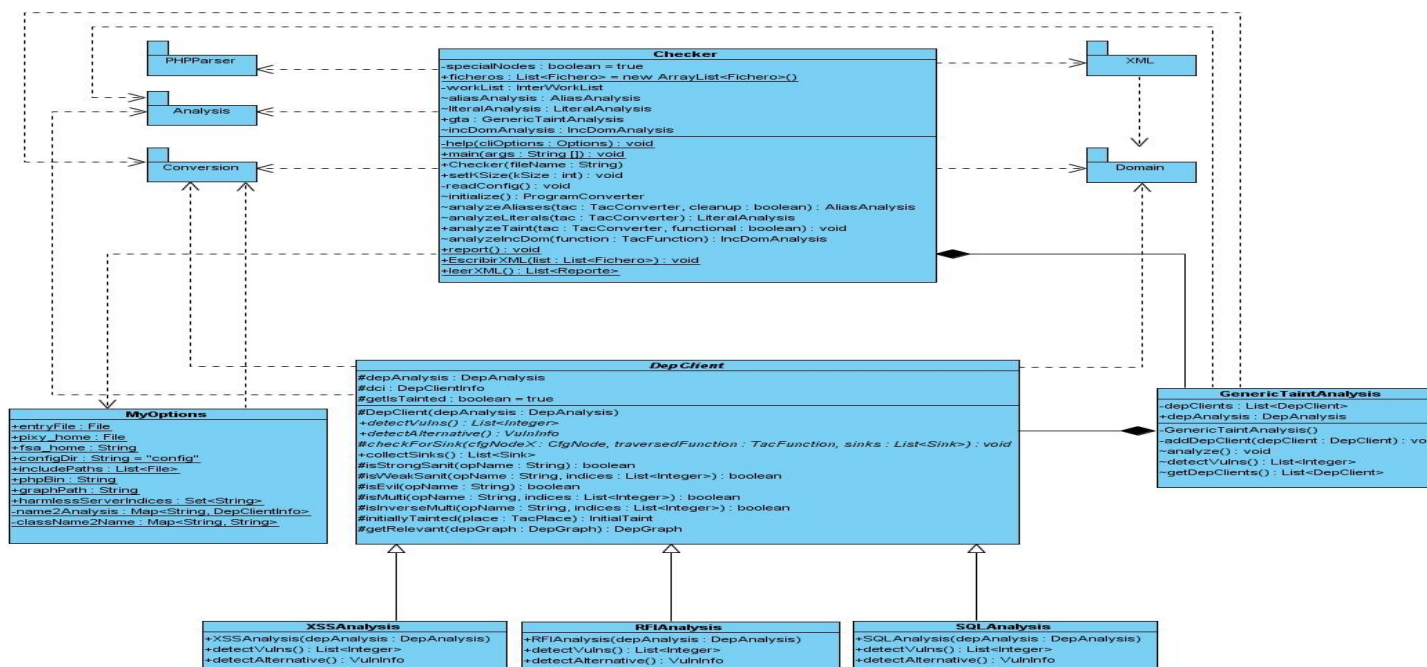 PHPParser
Analysis
Conversion
Checker
-specialNodes : boolean = true
+ficheros : List<Fichero> = new ArrayList<Fichero>()
-workList : InterWorkList
~aliasAnalysis : AliasAnalysis
~literalAnalysis : LiteralAnalysis
+gta : GenericTaintAnalysis
~incDomAnalysis : IncDomAnalysis
-help(cliOptions : Options) : void
+main(args : String []) : void
+Checker(fileName : String)
+setKSize(kSize : int) : void
-readConfig() : void
~initialize() : ProgramConverter
~analyzeAliases(tac : TacConverter, cleanup : boolean) : AliasAnalysis
~analyzeLiterals(tac : TacConverter) : LiteralAnalysis
+analyzeTaint(tac : TacConverter, functional : boolean) : void
~analyzeIncDom(function : TacFunction) : IncDomAnalysis
+report() : void
+EscribirXML(list : List<Fichero>) : void
+leerXML() : List<Reporte>
XML
Domain
MyOptions
+entryFile : File
+pixy_home : File
+fsa_home : String
+configDir : String = "config"
+includePaths : List<File>
+phpBin : String
+graphPath : String
+harmlessServerIndices : Set<String>
-name2Analysis : Map<String, DepClientInfo>
-className2Name : Map<String, String>
DepClient
#depAnalysis : DepAnalysis
#dci : DepClientInfo
#getIsTainted : boolean = true
#DepClient(depAnalysis : DepAnalysis)
+detectVulns() : List<Integer>
+detectAlternative() : VulnInfo
#checkForSink(cfgNodeX : CfgNode, traversedFunction : TacFunction, sinks : List<Sink>) : void
+collectSinks() : List<Sink>
#isStrongSanit(opName : String) : boolean
#isWeakSanit(opName : String, indices : List<Integer>) : boolean
#isEvil(opName : String) : boolean
#isMulti(opName : String, indices : List<Integer>) : boolean
#isInverseMulti(opName : String, indices : List<Integer>) : boolean
#initiallyTainted(place : TacPlace) : InitialTaint
#getRelevant(depGraph : DepGraph) : DepGraph
GenericTaintAnalysis
-depClients : List<DepClient>
+depAnalysis : DepAnalysis
-GenericTaintAnalysis()
-addDepClient(depClient : DepClient) : vo
~analyze() : void
~detectVulns() : List<Integer>
~getDepClients() : List<DepClient>
XSSAnalysis
+XSSAnalysis(depAnalysis : DepAnalysis)
+detectVulns() : List<Integer>
+detectAlternative() : VulnInfo
RFIAnalysis
+RFIAnalysis(depAnalysis : DepAnalysis)
+detectVulns() : List<Integer>
+detectAlternative() : VulnInfo
SQLAnalysis
+SQLAnalysis(depAnalysis : DepAnalysis)
+detectVulns() : List<Integer>
+detectAlternative() : VulnInfo